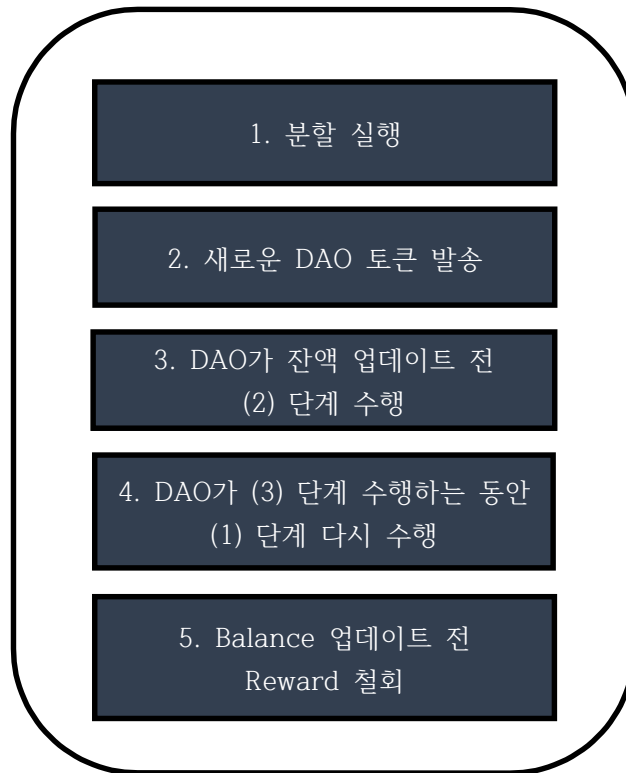 1. 분할 실행
2. 새로운 DAO 토큰 발송
3. DAO가 잔액 업데이트 전
(2) 단계 수행
4. DAO가 (3) 단계 수행하는 동안
(1) 단계 다시 수행
5. Balance 업데이트 전
Reward 철회